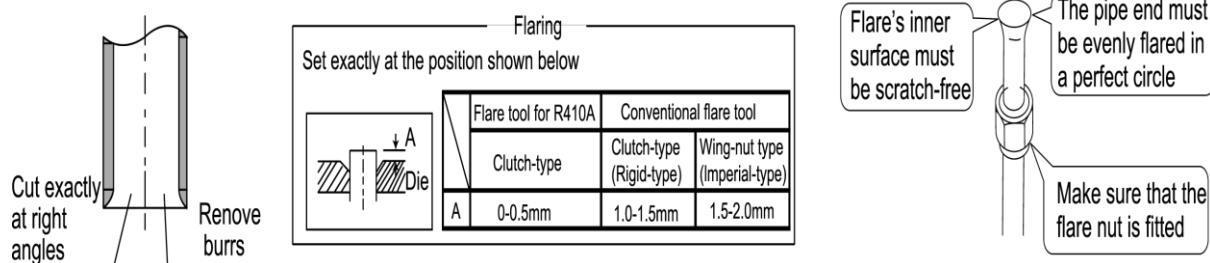 Cut exactly
at right
angles
Renove
burrs
Flaring
Set exactly at the position shown below
A
Die
Flare tool for R410A Conventional flare tool
Clutch-type Clutch-type Wing-nut type
(Rigid-type) (Imperial-type)
A 0-0.5mm 1.0-1.5mm 1.5-2.0mm
Flare's inner
surface must
be scratch-free
The pipe end must
be evenly flared in
a perfect circle
Make sure that the
flare nut is fitted